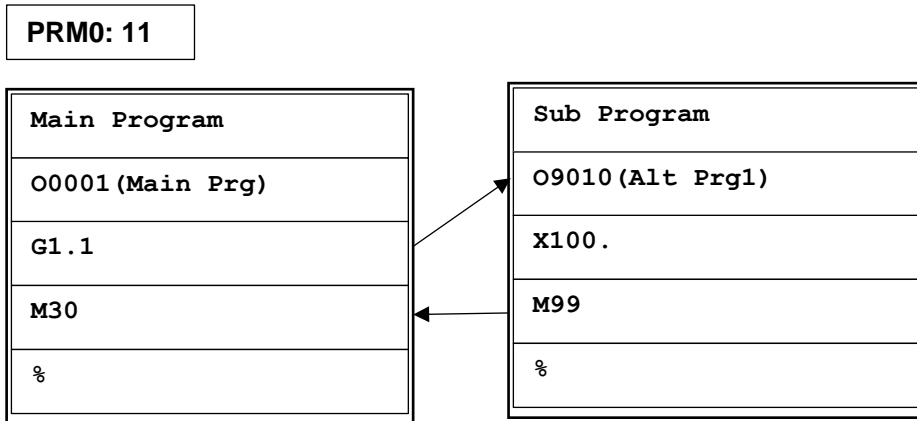 PRM0: 11
Main Program
O0001(Main Prg)
G1.1
M30
%
Sub Program
O9010(Alt Prg1)
X100.
M99
%